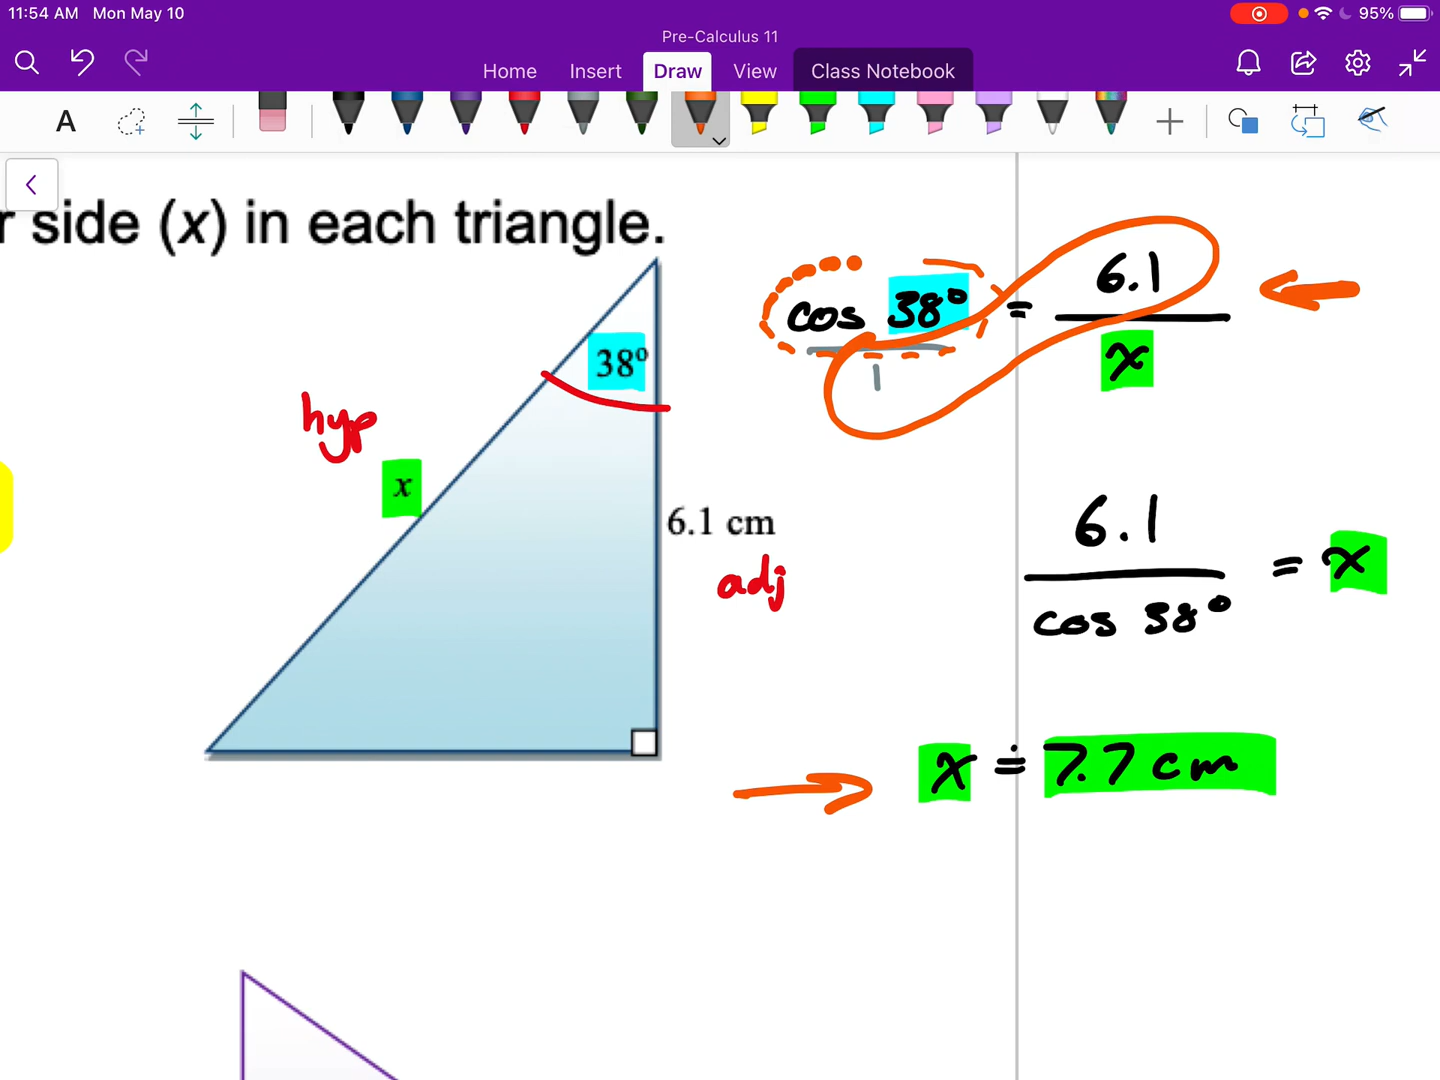 11:54 AM Mon May 10
95%
Pre-Calculus 11
Home Insert Draw View Class Notebook
A
r side (x) in each triangle.
cos 38° = 6.1
1 x
38°
hyp
x
6.1 cm
adj
6.1
= x
cos 38°
x ≐ 7.7 cm